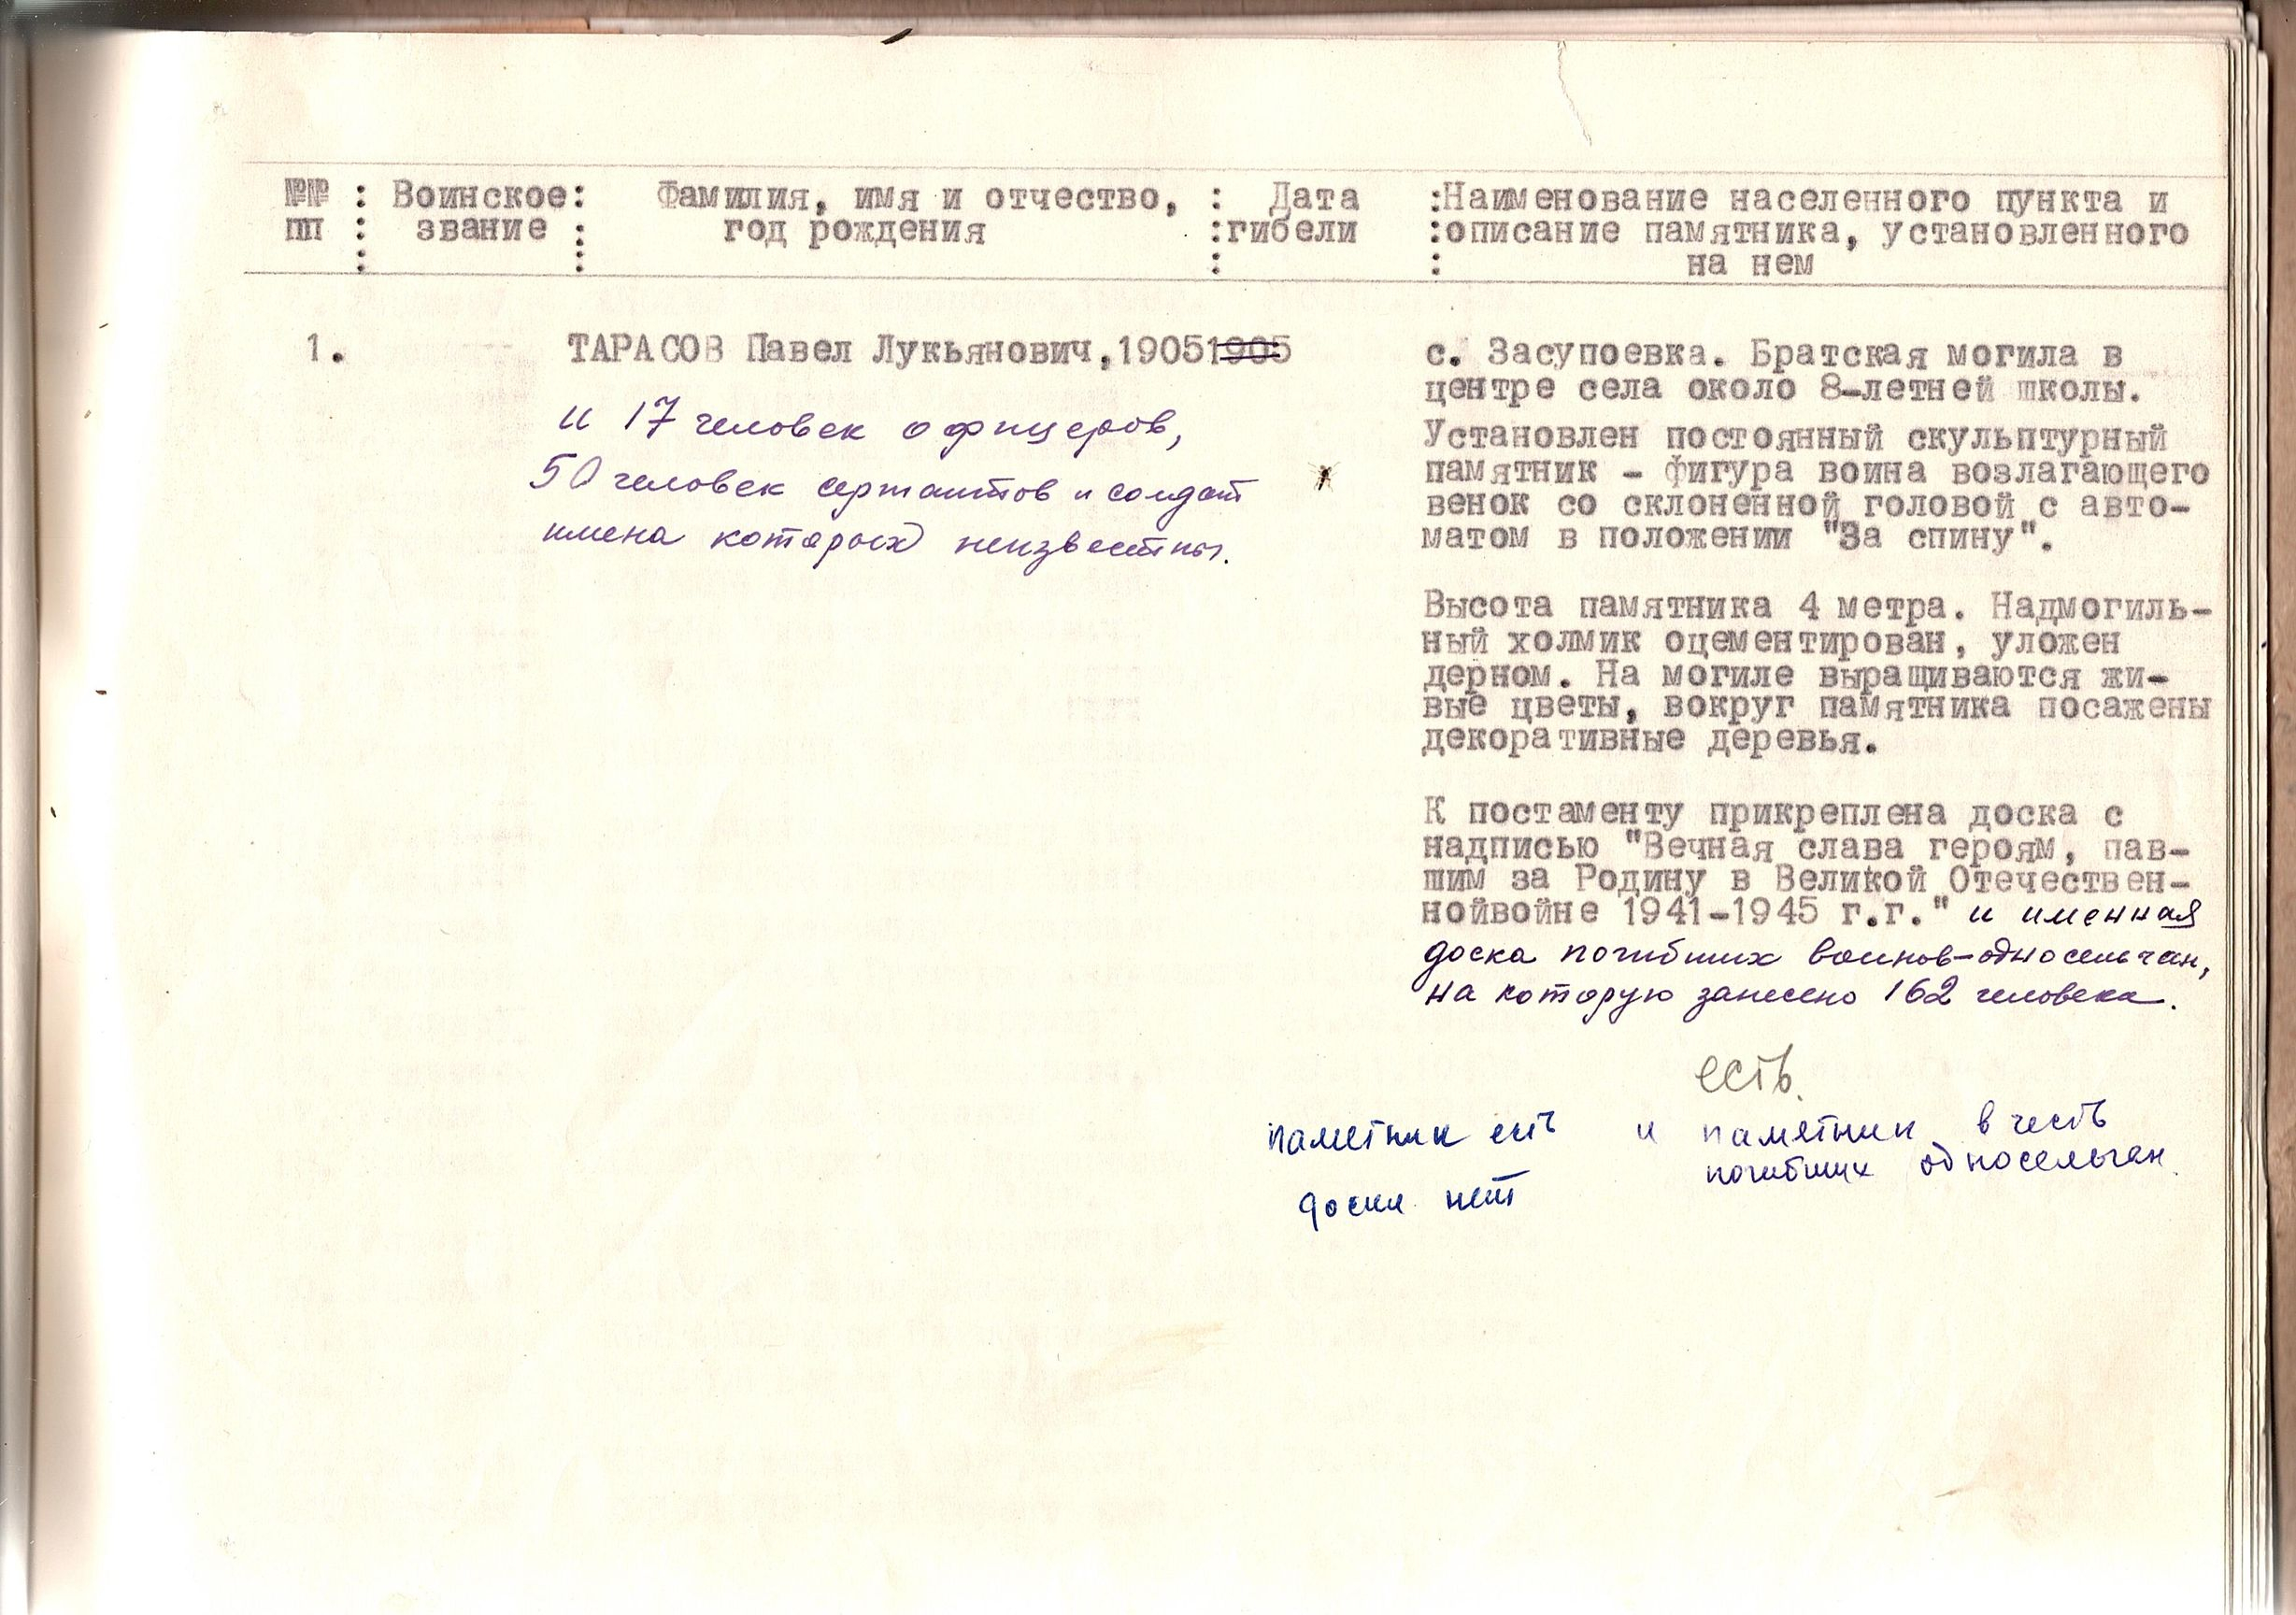 №№ : Воинское : Фамилия, имя и отчество, : Дата : Наименование населенного пункта и
пп : звание : год рождения : гибели : описание памятника, установленного
на нем
1. ТАРАСОВ Павел Лукьянович,19051905
и 17 человек офицеров,
50 человек сержантов и солдат
имена которых неизвестны.
с. Засупоевка. Братская могила в
центре села около 8-летней школы.
Установлен постоянный скульптурный
памятник - фигура воина возлагающего
венок со склоненной головой с авто-
матом в положении "За спину".
Высота памятника 4 метра. Надмогиль-
ный холмик оцементирован, уложен
дерном. На могиле выращиваются жи-
вые цветы, вокруг памятника посажены
декоративные деревья.
К постаменту прикреплена доска с
надписью "Вечная слава героям, пав-
шим за Родину в Великой Отечествен-
нойвойне 1941-1945 г.г." и именная
доска погибших воинов-односельчан,
на которую занесено 162 человека.
есть.
памятник есть и памятник в честь
погибших односельчан.
доски нет